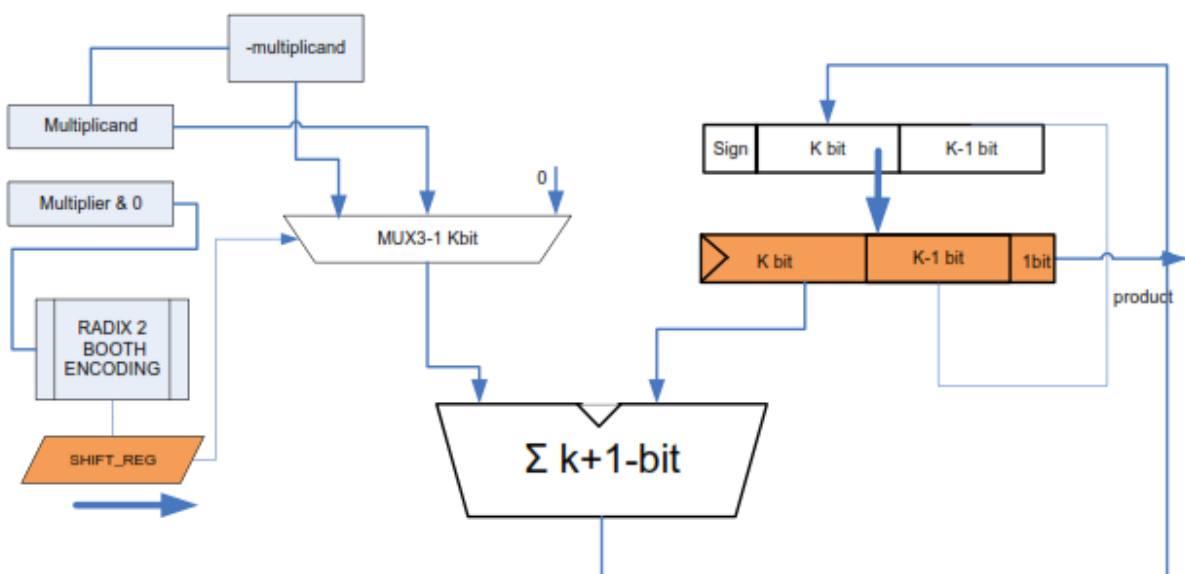 -multiplicand
Multiplicand
Multiplier & 0
0
MUX3-1 Kbit
RADIX 2
BOOTH
ENCODING
SHIFT_REG
Sign
K bit
K-1 bit
K bit
K-1 bit
1bit
product
Σ k+1-bit